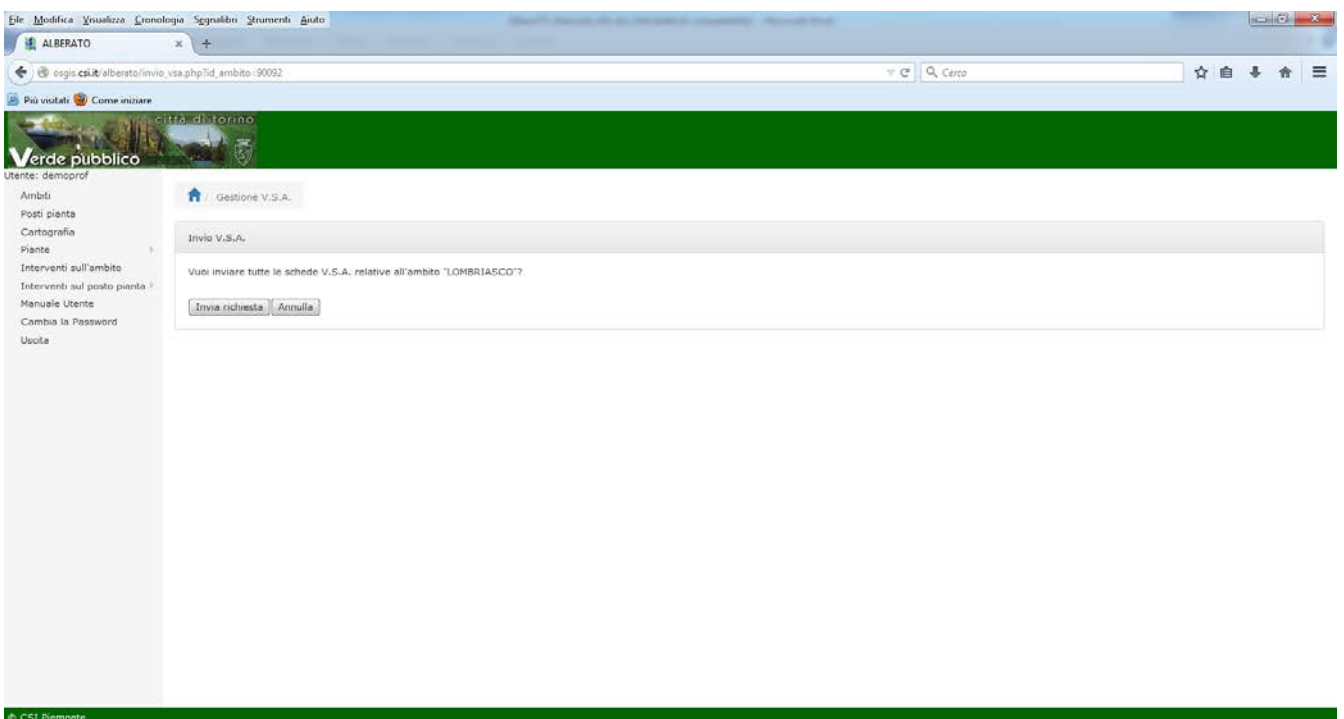 File Modifica Visualizza Cronologia Segnalibri Strumenti Aiuto
ALBERATO
osgis.csi.it/alberato/invio_vsa.php?id_ambito=90092
Cerca
Più visitati Come iniziare
città di torino
Verde pubblico
Utente: demoprof
Ambiti
Posti pianta
Cartografia
Piante
Interventi sull'ambito
Interventi sul posto pianta
Manuale Utente
Cambia la Password
Uscita
/ Gestione V.S.A.
Invio V.S.A.
Vuoi inviare tutte le schede V.S.A. relative all'ambito "LOMBRIASCO"?
Invia richiesta Annulla
© CSI Piemonte